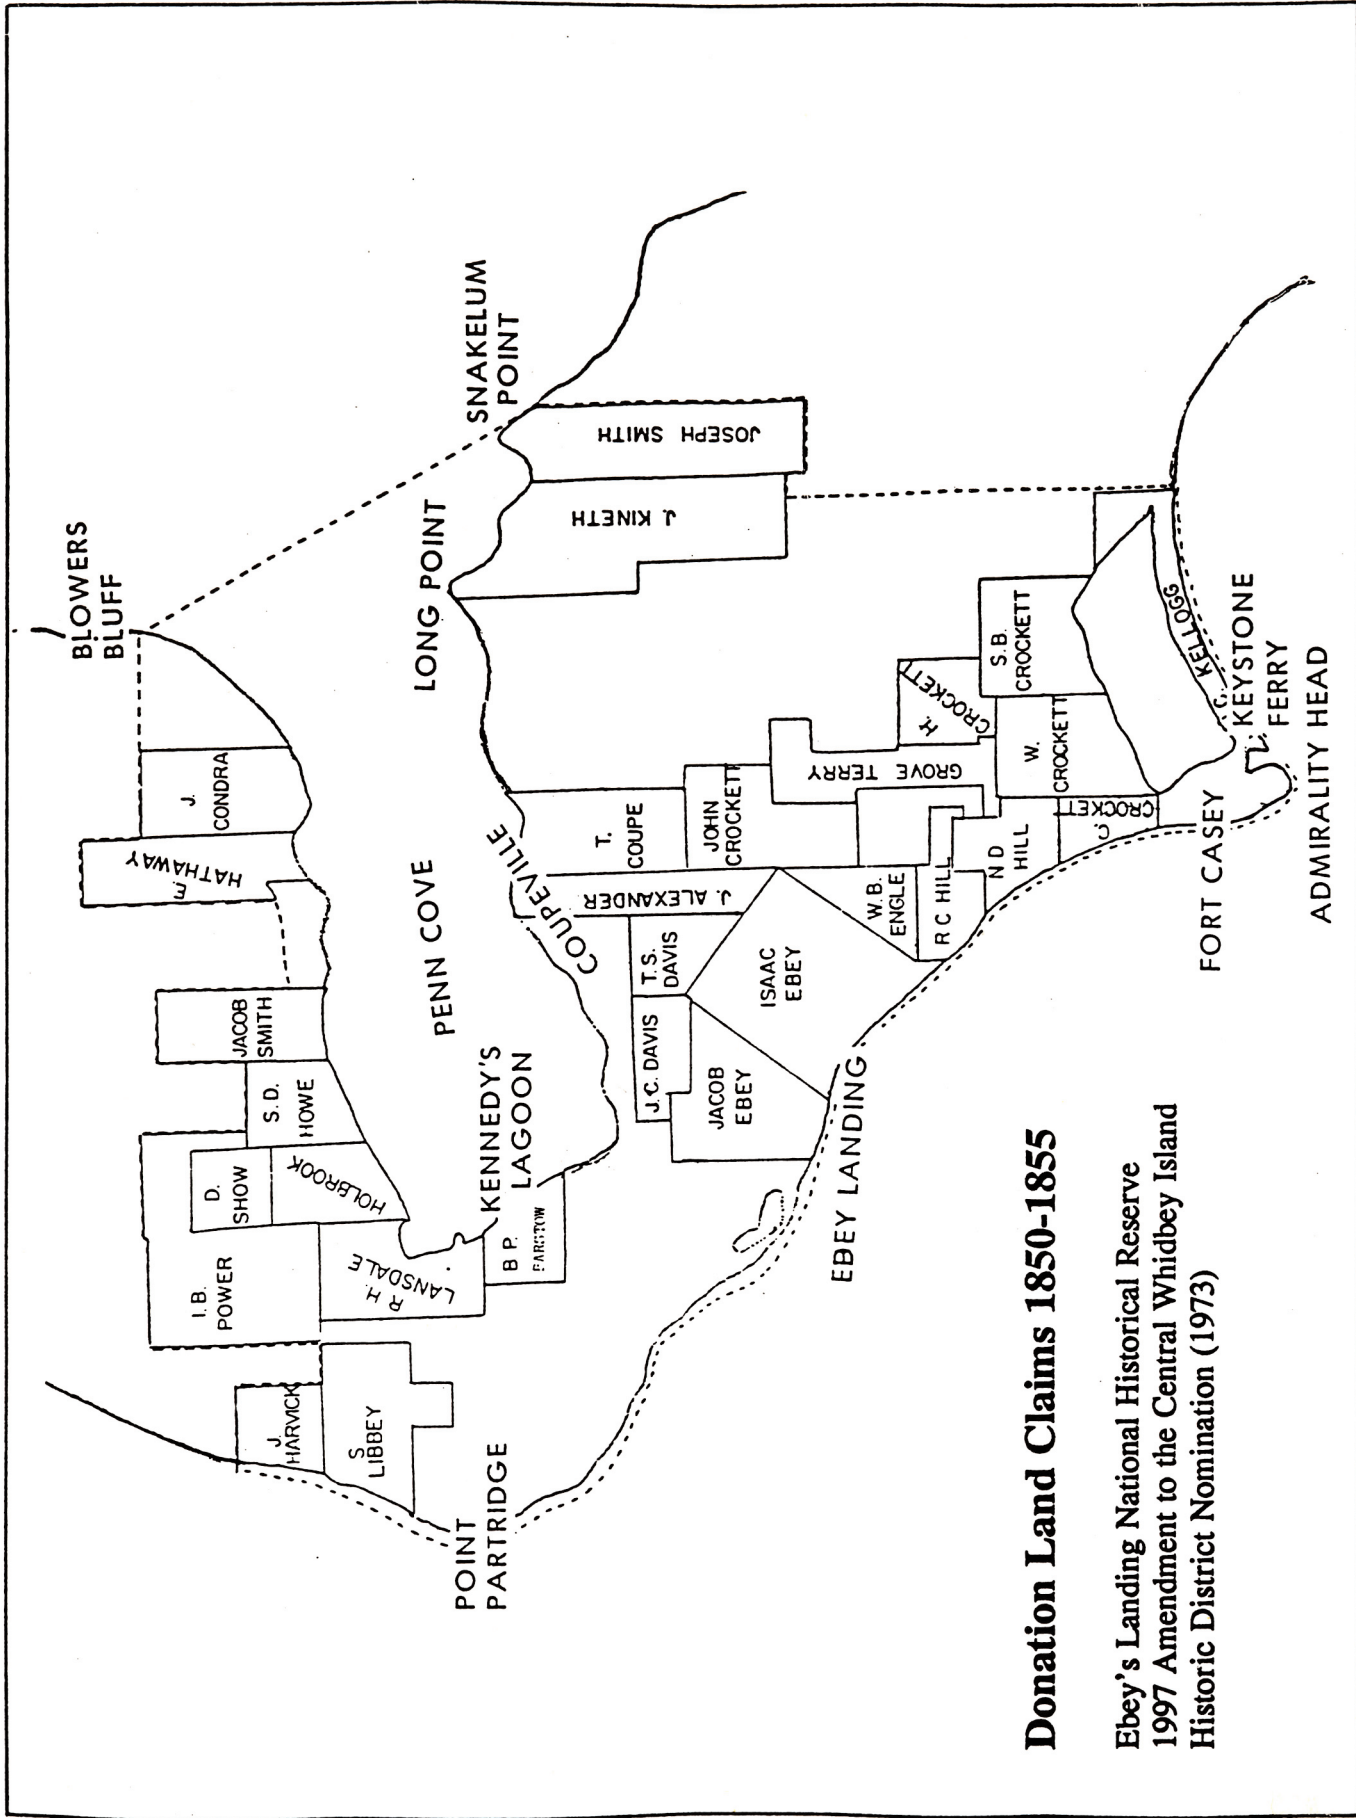 BLOWERS
BLUFF
SNAKELUM
POINT
LONG POINT
PENN COVE
COUPEVILLE
KENNEDY'S
LAGOON
POINT
PARTRIDGE
EBEY LANDING
FORT CASEY
KEYSTONE
FERRY
ADMIRALITY HEAD
J.
CONDRA
E.
HATHAWAY
JACOB
SMITH
S. D.
HOWE
D.
SHOW
HOLBROOK
I. B.
POWER
R H.
LANSDALE
B P.
BARSTOW
J.
HARVICK
S
LIBBEY
JOSEPH SMITH
J. KINETH
T.
COUPE
JOHN
CROCKETT
J. ALEXANDER
T. S.
DAVIS
J. C. DAVIS
JACOB
EBEY
ISAAC
EBEY
W. B.
ENGLE
R C HILL
N D
HILL
GROVE TERRY
H.
CROCKETT
S. B.
CROCKETT
W.
CROCKETT
C.
CROCKETT
G. KELLOGG
Donation Land Claims 1850-1855
Ebey's Landing National Historical Reserve
1997 Amendment to the Central Whidbey Island
Historic District Nomination (1973)